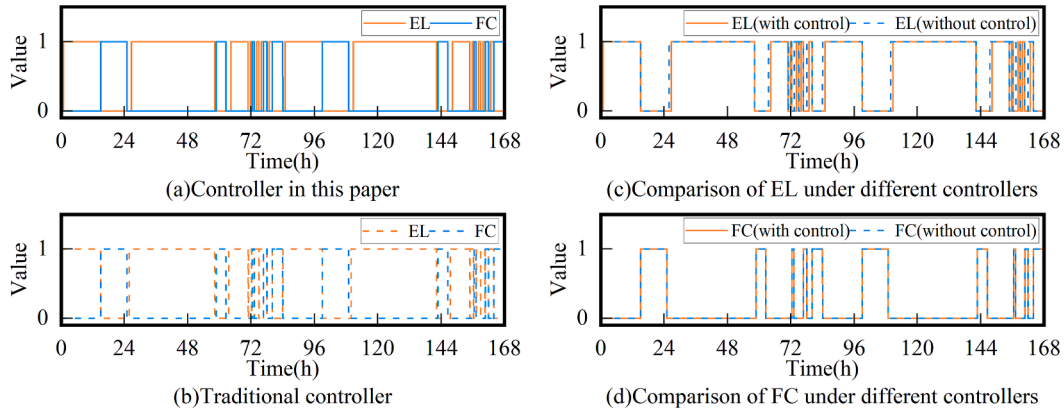 EL FC
Value
1
0
0 24 48 72 96 120 144 168
Time(h)
(a)Controller in this paper
EL(with control) EL(without control)
Value
1
0
0 24 48 72 96 120 144 168
Time(h)
(c)Comparison of EL under different controllers
EL FC
Value
1
0
0 24 48 72 96 120 144 168
Time(h)
(b)Traditional controller
FC(with control) FC(without control)
Value
1
0
0 24 48 72 96 120 144 168
Time(h)
(d)Comparison of FC under different controllers